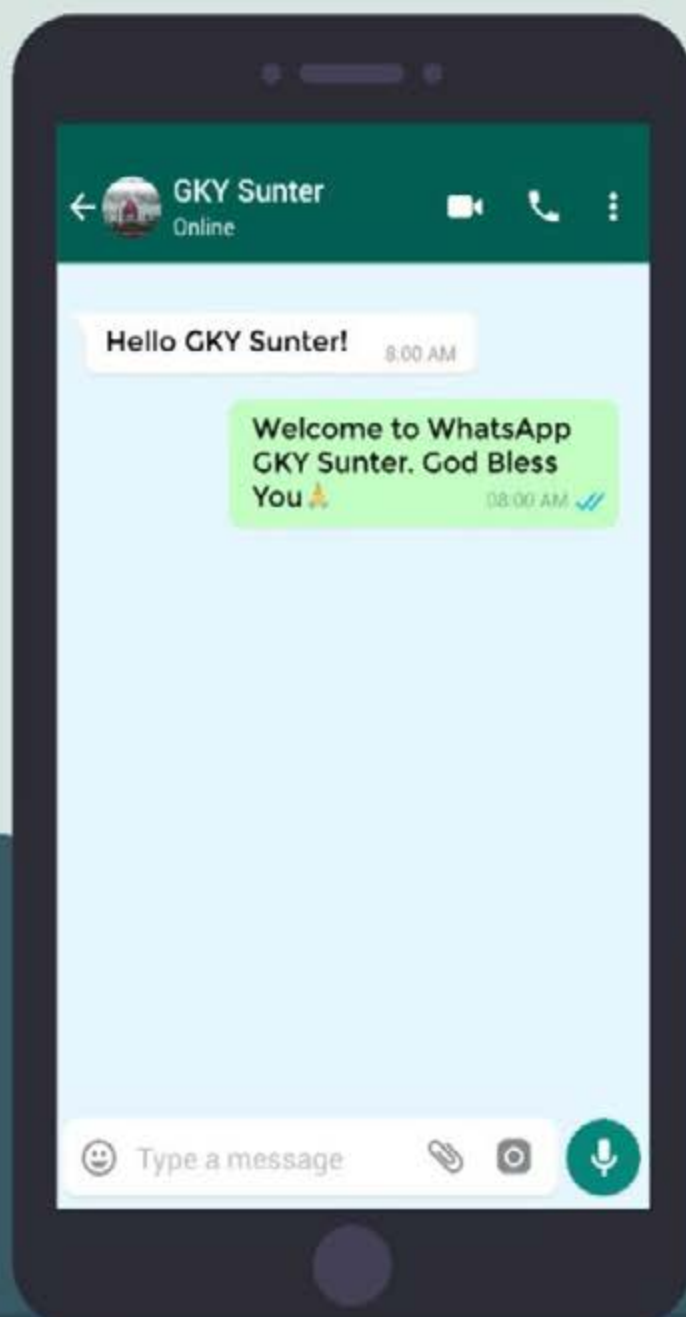 GKY Sunter
Online
Hello GKY Sunter!
8:00 AM
Welcome to WhatsApp
GKY Sunter. God Bless
You🙏
08:00 AM
Type a message